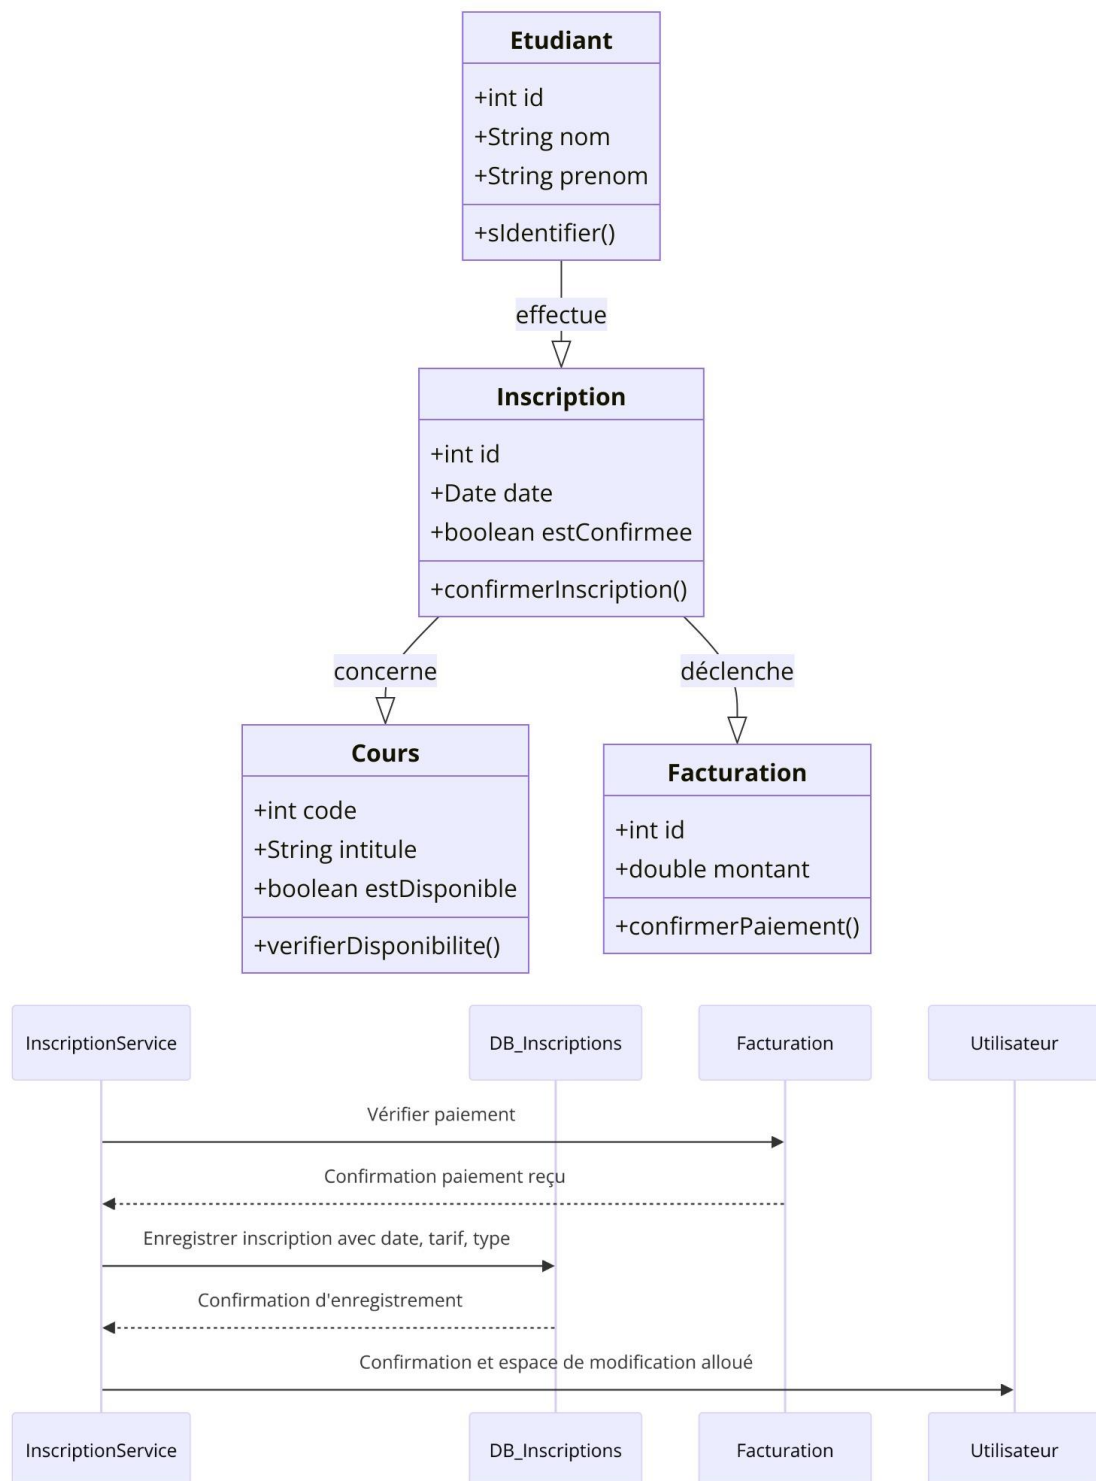 Etudiant
+int id
+String nom
+String prenom
+sIdentifier()
effectue
Inscription
+int id
+Date date
+boolean estConfirmee
+confirmerInscription()
concerne
déclenche
Cours
+int code
+String intitule
+boolean estDisponible
+verifierDisponibilite()
Facturation
+int id
+double montant
+confirmerPaiement()
InscriptionService
DB_Inscriptions
Facturation
Utilisateur
Vérifier paiement
Confirmation paiement reçu
Enregistrer inscription avec date, tarif, type
Confirmation d'enregistrement
Confirmation et espace de modification alloué
InscriptionService
DB_Inscriptions
Facturation
Utilisateur